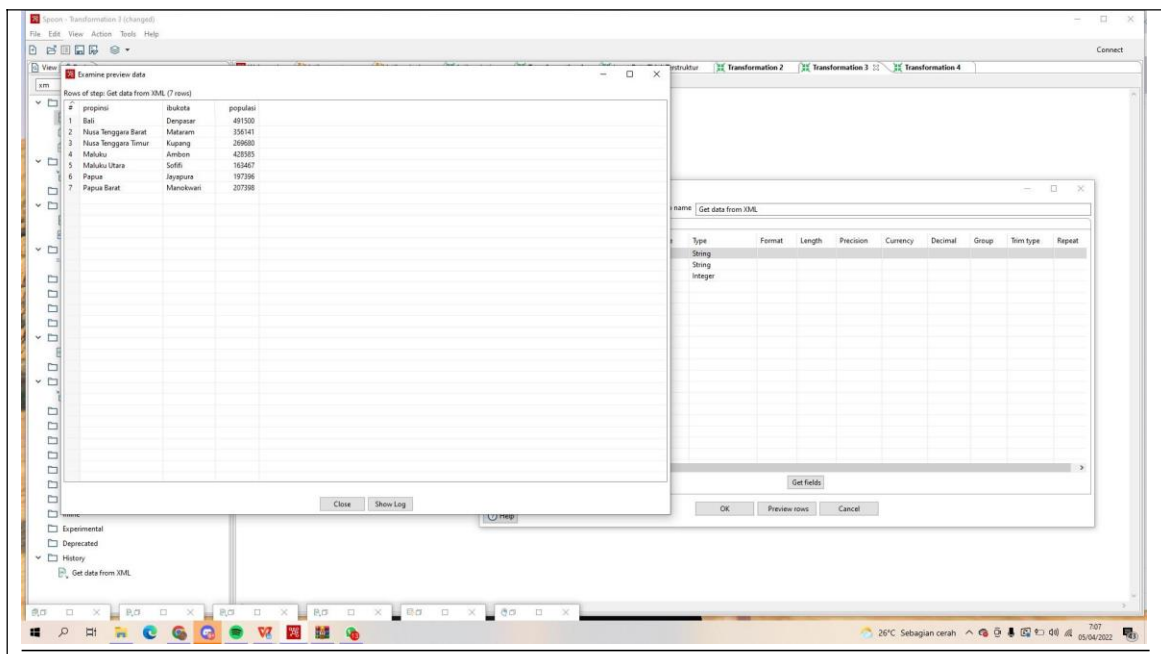 Spoon - Transformation 3 (changed)
File Edit View Action Tools Help
Connect
View
Transformation 2
Transformation 3
Transformation 4
xm
Examine preview data
Rows of step: Get data from XML (7 rows)
# propinsi ibukota populasi
1 Bali Denpasar 491500
2 Nusa Tenggara Barat Mataram 356141
3 Nusa Tenggara Timur Kupang 269680
4 Maluku Ambon 428585
5 Maluku Utara Sofifi 163467
6 Papua Jayapura 197396
7 Papua Barat Manokwari 207398
Close Show Log
name Get data from XML
Type Format Length Precision Currency Decimal Group Trim type Repeat
String
String
Integer
Get fields
OK Preview rows Cancel
Help
Experimental
Deprecated
History
Get data from XML
26°C Sebagian cerah
7:07
05/04/2022